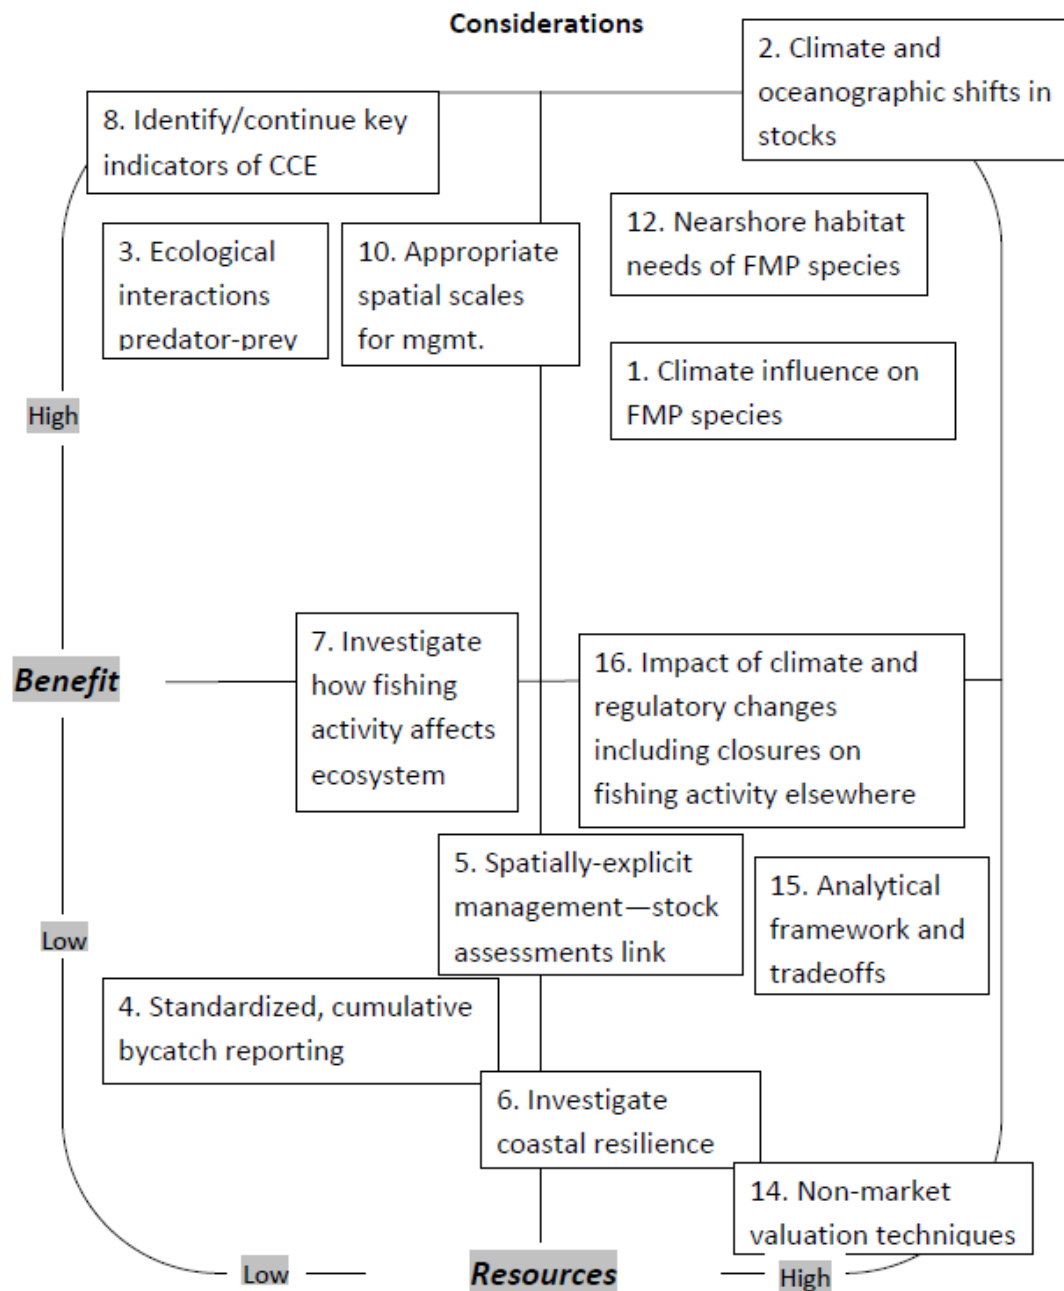 Considerations
2. Climate and
oceanographic shifts in
stocks
8. Identify/continue key
indicators of CCE
3. Ecological
interactions
predator-prey
10. Appropriate
spatial scales
for mgmt.
12. Nearshore habitat
needs of FMP species
1. Climate influence on
FMP species
High
Benefit
7. Investigate
how fishing
activity affects
ecosystem
16. Impact of climate and
regulatory changes
including closures on
fishing activity elsewhere
5. Spatially-explicit
management—stock
assessments link
15. Analytical
framework and
tradeoffs
Low
4. Standardized, cumulative
bycatch reporting
6. Investigate
coastal resilience
14. Non-market
valuation techniques
Low
Resources
High